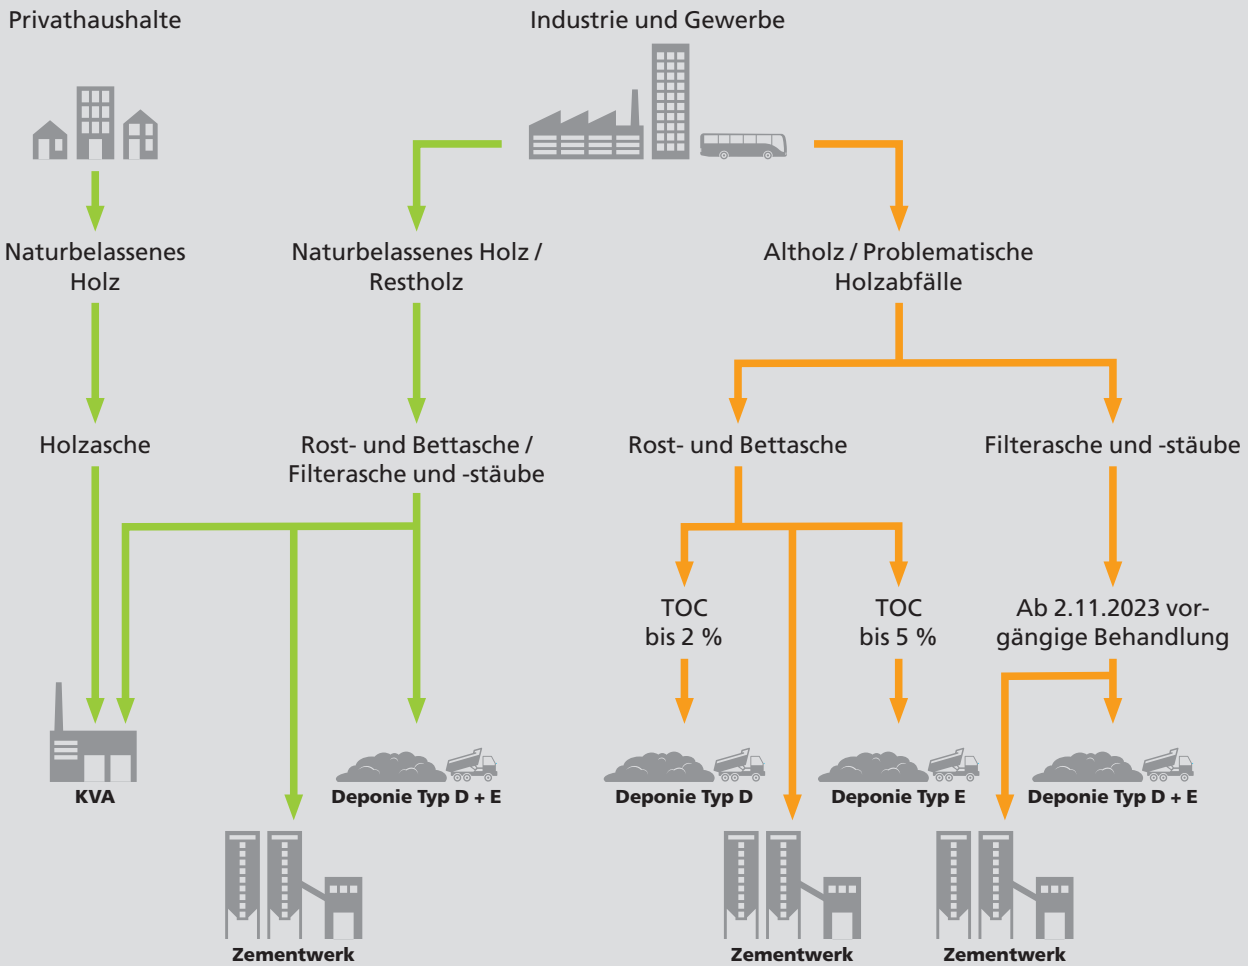 Privathaushalte
Industrie und Gewerbe
Naturbelassenes
Holz
Naturbelassenes Holz /
Restholz
Altholz / Problematische
Holzabfälle
Holzasche
Rost- und Bettasche /
Filterasche und -stäube
Rost- und Bettasche
Filterasche und -stäube
TOC
bis 2 %
TOC
bis 5 %
Ab 2.11.2023 vor-
gängige Behandlung
KVA
Deponie Typ D + E
Deponie Typ D
Deponie Typ E
Deponie Typ D + E
Zementwerk
Zementwerk
Zementwerk